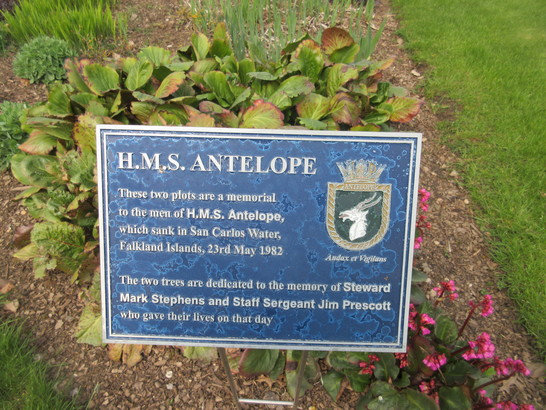 H.M.S. ANTELOPE
These two plots are a memorial
to the men of H.M.S. Antelope,
which sank in San Carlos Water,
Falkland Islands, 23rd May 1982
ANTELOPE
Audax et Vigilans
The two trees are dedicated to the memory of Steward
Mark Stephens and Staff Sergeant Jim Prescott
who gave their lives on that day